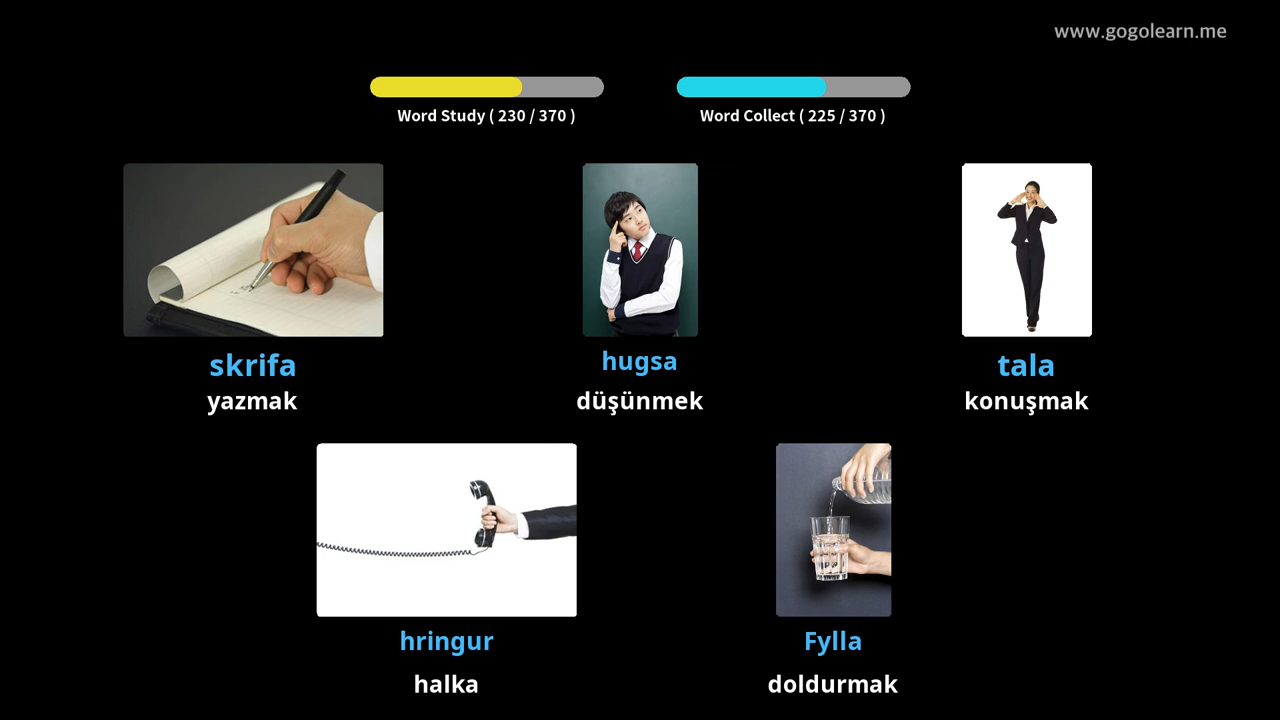 www.gogolearn.me
Word Study ( 230 / 370 )
Word Collect ( 225 / 370 )
skrifa
yazmak
hugsa
düşünmek
tala
konuşmak
hringur
halka
Fylla
doldurmak